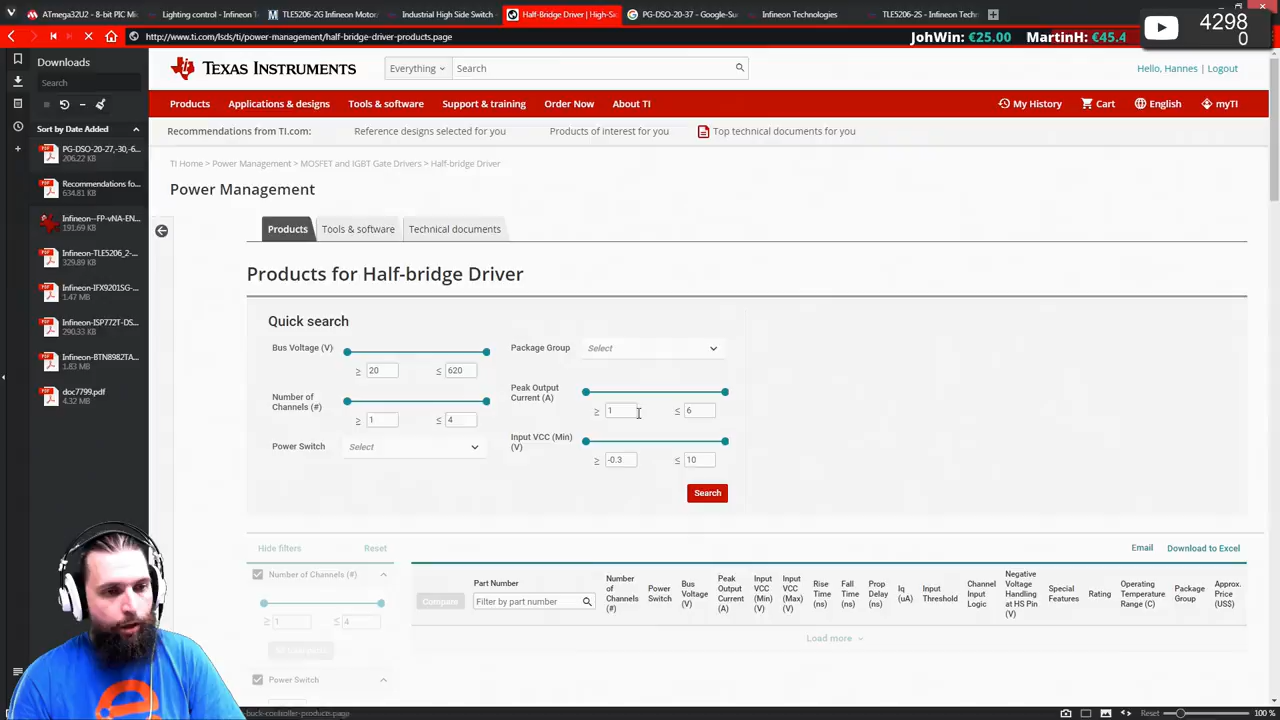 ATmega32U2 - 8-bit PIC Mi
Lighting control - Infineon T
TLE5206-2G Infineon Motor
Industrial High Side Switch
Half-Bridge Driver | High-Si
PG-DSO-20-37 - Google-Su
Infineon Technologies
TLE5206-2S - Infineon Tech
http://www.ti.com/lsds/ti/power-management/half-bridge-driver-products.page
JohWin: €25.00 MartinH: €45.4
4298
0
Downloads
Search
Sort by Date Added
PG-DSO-20-27,-30,-6
206.22 KB
Recommendations fo...
634.81 KB
Infineon--FP-vNA-EN...
191.69 KB
Infineon-TLE5206_2-
329.89 KB
Infineon-IFX9201SG-
1.47 MB
Infineon-ISP772T-DS...
290.33 KB
Infineon-BTN8982TA...
1.83 MB
doc7799.pdf
4.32 MB
TEXAS INSTRUMENTS
Everything
Search
Hello, Hannes | Logout
Products
Applications & designs
Tools & software
Support & training
Order Now
About TI
My History
Cart
English
myTI
Recommendations from TI.com:
Reference designs selected for you
Products of interest for you
Top technical documents for you
TI Home > Power Management > MOSFET and IGBT Gate Drivers > Half-bridge Driver
Power Management
Products
Tools & software
Technical documents
Products for Half-bridge Driver
Quick search
Bus Voltage (V)
≥ 20 ≤ 620
Number of
Channels (#)
≥ 1 ≤ 4
Power Switch
Select
Package Group
Select
Peak Output
Current (A)
≥ 1 ≤ 6
Input VCC (Min)
(V)
≥ -0.3 ≤ 10
Search
Hide filters
Reset
Email
Download to Excel
Number of Channels (#)
≥ 1 ≤ 4
Power Switch
Compare
Part Number
Filter by part number
Number
of
Channels
(#)
Power
Switch
Bus
Voltage
(V)
Peak
Output
Current
(A)
Input
VCC
(Min)
(V)
Input
VCC
(Max)
(V)
Rise
Time
(ns)
Fall
Time
(ns)
Prop
Delay
(ns)
Iq
(uA)
Input
Threshold
Channel
Input
Logic
Negative
Voltage
Handling
at HS Pin
(V)
Special
Features
Rating
Operating
Temperature
Range (C)
Package
Group
Approx.
Price
(US$)
Load more
-buck-controller-products.page
Reset
100 %